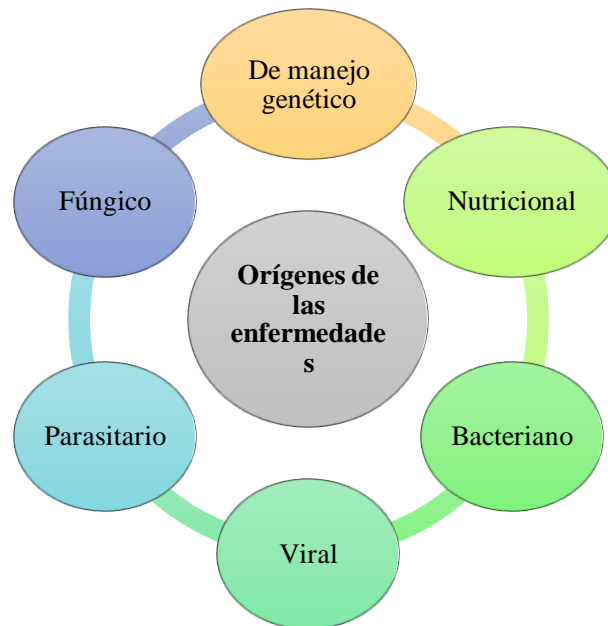 De manejo
genético
Fúngico
Nutricional
Orígenes de
las
enfermedade
s
Parasitario
Bacteriano
Viral